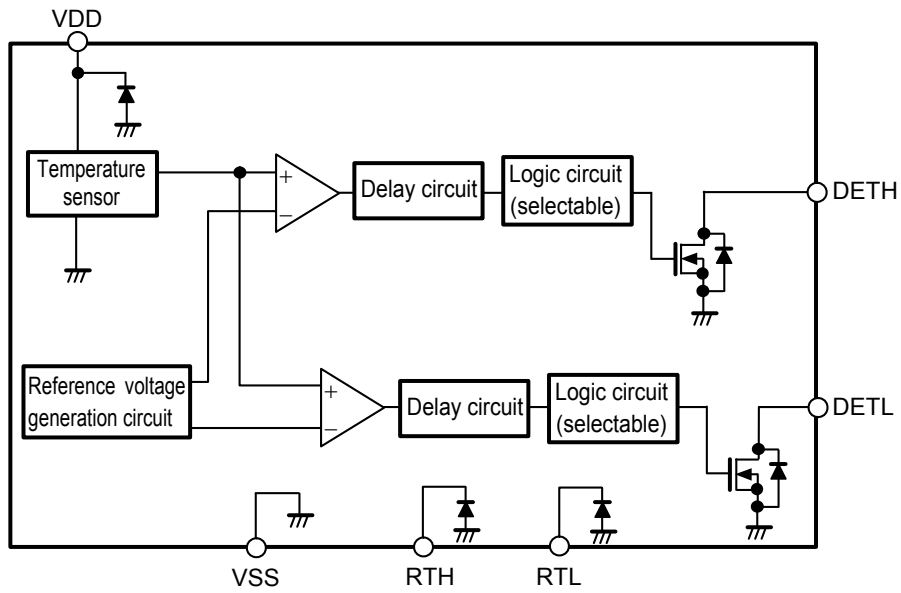 VDD
Temperature
sensor
+
−
Delay circuit
Logic circuit
(selectable)
DETH
Reference voltage
generation circuit
+
−
Delay circuit
Logic circuit
(selectable)
DETL
VSS
RTH
RTL